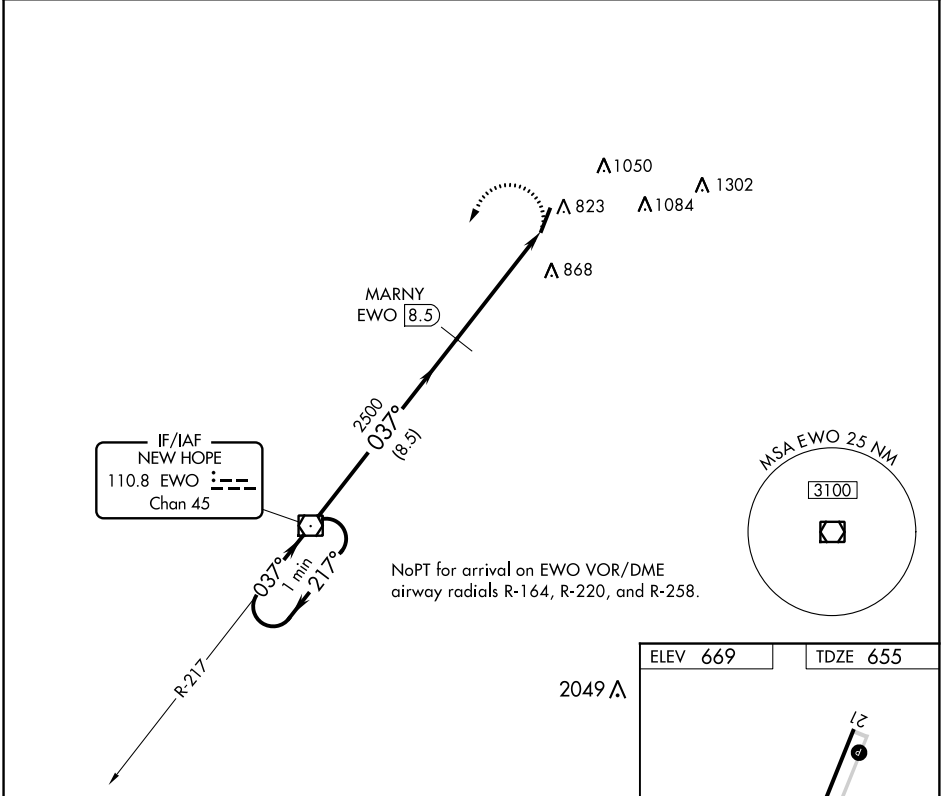 1050
1302
823
1084
868
MARNY
EWO 8.5
2500
037°
(8.5)
IF/IAF
NEW HOPE
110.8 EWO
Chan 45
MSA EWO 25 NM
3100
037°
1 min
217°
NoPT for arrival on EWO VOR/DME
airway radials R-164, R-220, and R-258.
R-217
ELEV 669
TDZE 655
2049
21
P